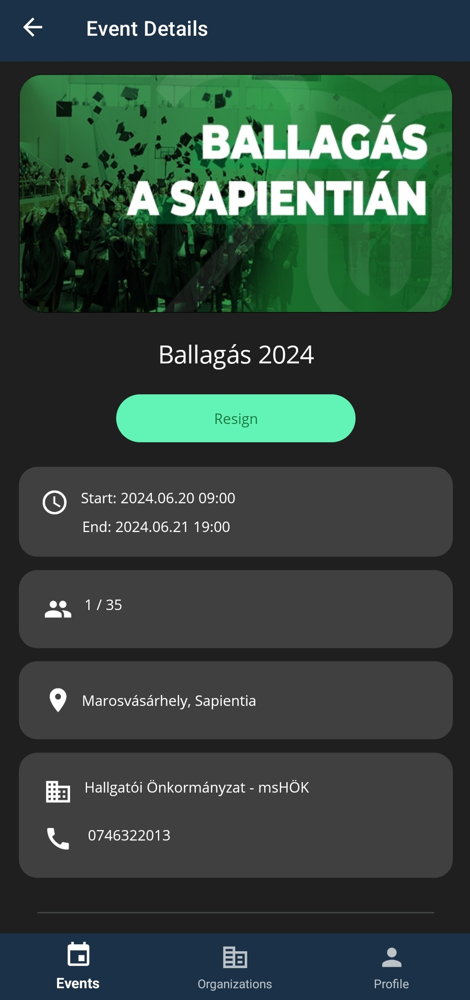 Event Details
BALLAGÁS
A SAPIENTIÁN
Ballagás 2024
Resign
Start: 2024.06.20 09:00
End: 2024.06.21 19:00
1 / 35
Marosvásárhely, Sapientia
Hallgatói Önkormányzat - msHÖK
0746322013
Events
Organizations
Profile